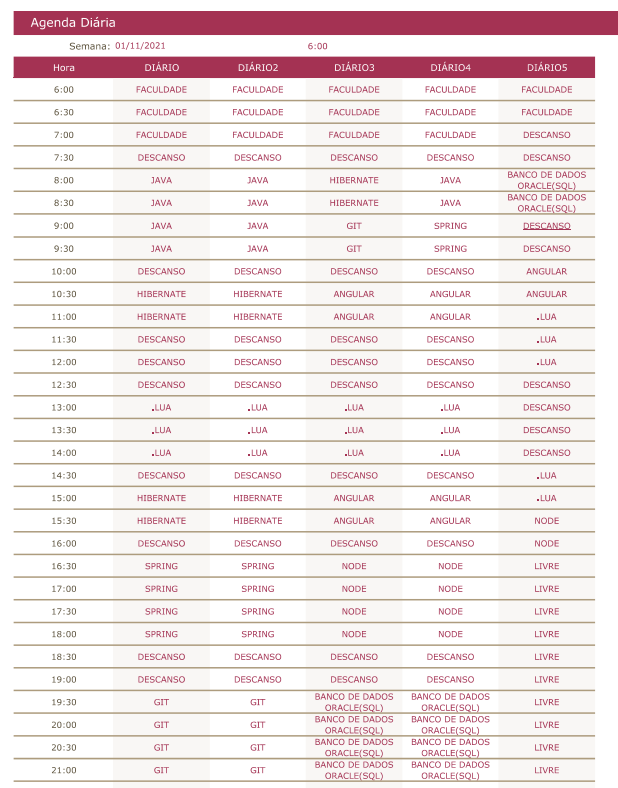 Agenda Diária
Semana: 01/11/2021 6:00
Hora DIÁRIO DIÁRIO2 DIÁRIO3 DIÁRIO4 DIÁRIO5
6:00 FACULDADE FACULDADE FACULDADE FACULDADE FACULDADE
6:30 FACULDADE FACULDADE FACULDADE FACULDADE FACULDADE
7:00 FACULDADE FACULDADE FACULDADE FACULDADE DESCANSO
7:30 DESCANSO DESCANSO DESCANSO DESCANSO DESCANSO
8:00 JAVA JAVA HIBERNATE JAVA BANCO DE DADOS ORACLE(SQL)
8:30 JAVA JAVA HIBERNATE JAVA BANCO DE DADOS ORACLE(SQL)
9:00 JAVA JAVA GIT SPRING DESCANSO
9:30 JAVA JAVA GIT SPRING DESCANSO
10:00 DESCANSO DESCANSO DESCANSO DESCANSO ANGULAR
10:30 HIBERNATE HIBERNATE ANGULAR ANGULAR ANGULAR
11:00 HIBERNATE HIBERNATE ANGULAR ANGULAR .LUA
11:30 DESCANSO DESCANSO DESCANSO DESCANSO .LUA
12:00 DESCANSO DESCANSO DESCANSO DESCANSO .LUA
12:30 DESCANSO DESCANSO DESCANSO DESCANSO DESCANSO
13:00 .LUA .LUA .LUA .LUA DESCANSO
13:30 .LUA .LUA .LUA .LUA DESCANSO
14:00 .LUA .LUA .LUA .LUA DESCANSO
14:30 DESCANSO DESCANSO DESCANSO DESCANSO .LUA
15:00 HIBERNATE HIBERNATE ANGULAR ANGULAR .LUA
15:30 HIBERNATE HIBERNATE ANGULAR ANGULAR NODE
16:00 DESCANSO DESCANSO DESCANSO DESCANSO NODE
16:30 SPRING SPRING NODE NODE LIVRE
17:00 SPRING SPRING NODE NODE LIVRE
17:30 SPRING SPRING NODE NODE LIVRE
18:00 SPRING SPRING NODE NODE LIVRE
18:30 DESCANSO DESCANSO DESCANSO DESCANSO LIVRE
19:00 DESCANSO DESCANSO DESCANSO DESCANSO LIVRE
19:30 GIT GIT BANCO DE DADOS ORACLE(SQL) BANCO DE DADOS ORACLE(SQL) LIVRE
20:00 GIT GIT BANCO DE DADOS ORACLE(SQL) BANCO DE DADOS ORACLE(SQL) LIVRE
20:30 GIT GIT BANCO DE DADOS ORACLE(SQL) BANCO DE DADOS ORACLE(SQL) LIVRE
21:00 GIT GIT BANCO DE DADOS ORACLE(SQL) BANCO DE DADOS ORACLE(SQL) LIVRE